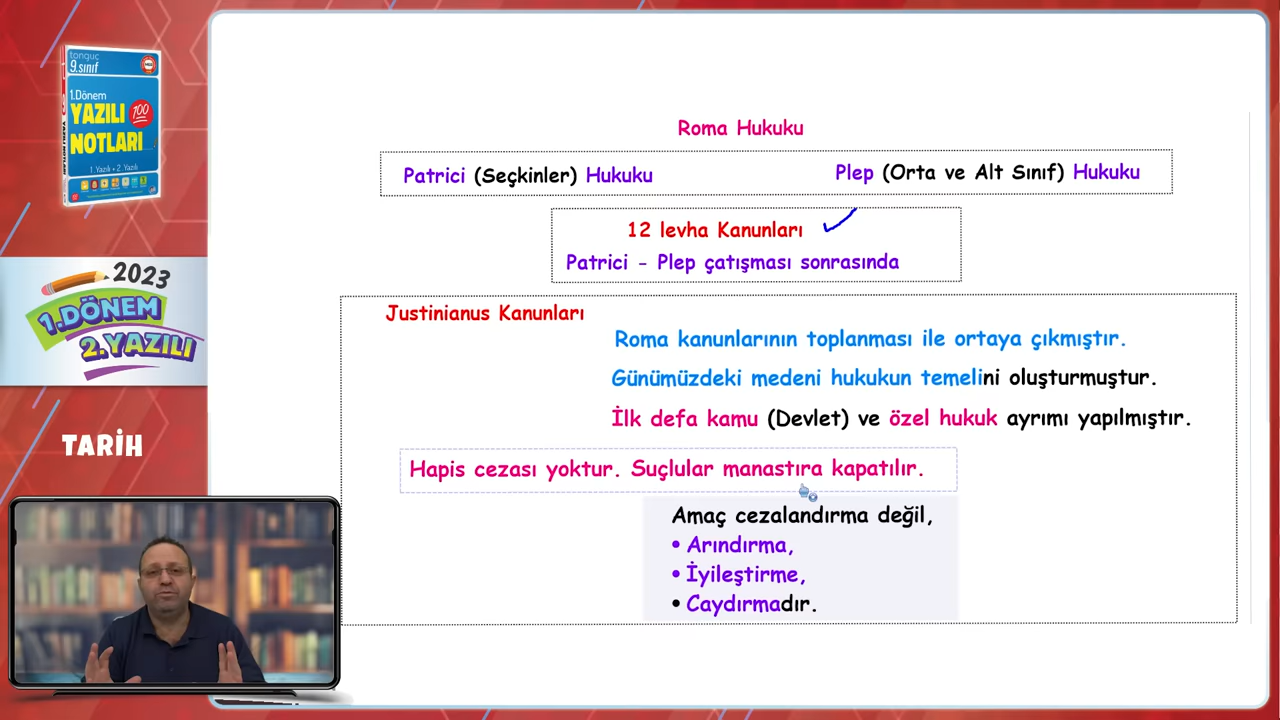 tonguç
9.sınıf
1.Dönem
YAZILI
100
NOTLARI
1.Yazılı • 2.Yazılı
YAZILI NOTLARI
2023
1.DÖNEM
2.YAZILI
TARİH
Roma Hukuku
Patrici (Seçkinler) Hukuku
Plep (Orta ve Alt Sınıf) Hukuku
12 levha Kanunları
Patrici - Plep çatışması sonrasında
Justinianus Kanunları
Roma kanunlarının toplanması ile ortaya çıkmıştır.
Günümüzdeki medeni hukukun temelini oluşturmuştur.
İlk defa kamu (Devlet) ve özel hukuk ayrımı yapılmıştır.
Hapis cezası yoktur. Suçlular manastıra kapatılır.
Amaç cezalandırma değil,
• Arındırma,
• İyileştirme,
• Caydırmadır.